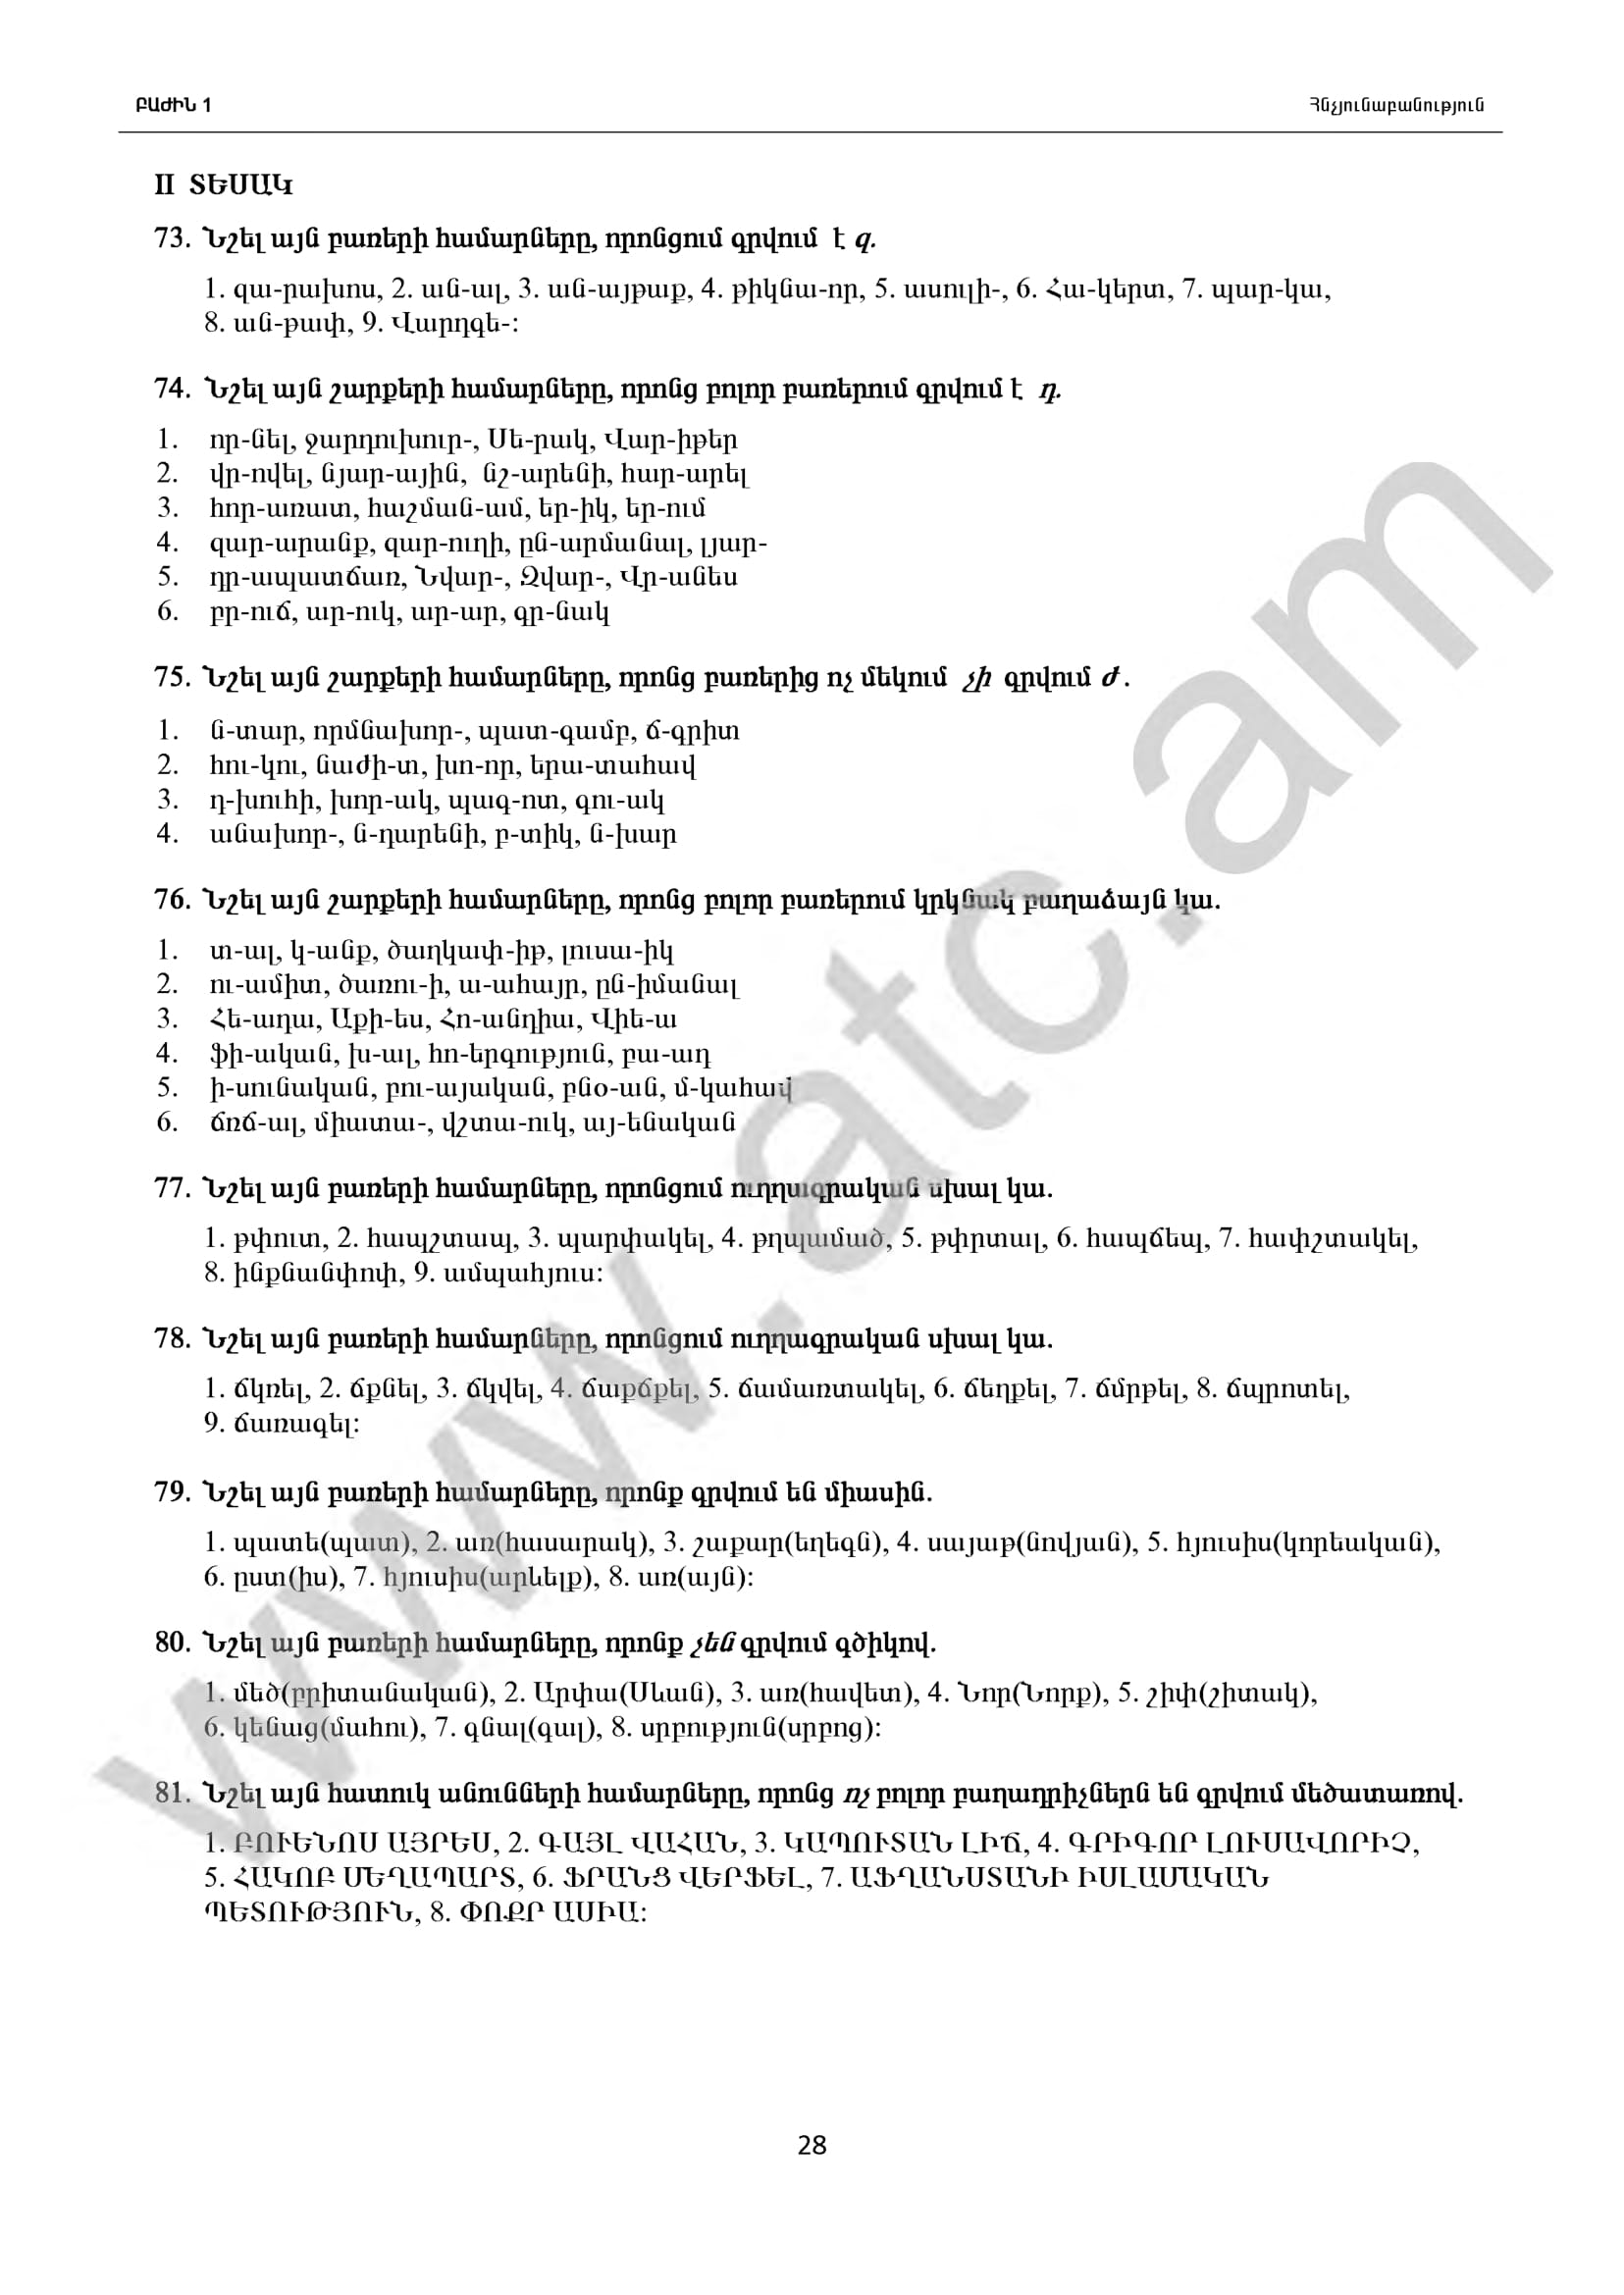 ԲԱԺԻՆ 1 Հնչյունաբանություն
II ՏԵՍԱԿ
73. Նշել այն բառերի համարները, որոնցում գրվում է զ.
1. զա-րախոս, 2. ան-ալ, 3. ան-այթաք, 4. թիկնա-որ, 5. ասուլի-, 6. Հա-կերտ, 7. պար-կա,
8. ան-թափ, 9. Վարդգե-:
74. Նշել այն շարքերի համարները, որոնց բոլոր բառերում գրվում է դ.
1. որ-նել, ջարդուխուր-, Սե-րակ, Վար-իթեր
2. վր-ովել, նյար-ային, նշ-արենի, հար-արել
3. հոր-առատ, հաշման-ամ, եր-իկ, եր-ում
4. զար-արանք, զար-ուղի, ըն-արմանալ, լյար-
5. դր-ապատճառ, Նվար-, Զվար-, Վր-անես
6. բր-ուճ, ար-ուկ, ար-ար, գր-նակ
75. Նշել այն շարքերի համարները, որոնց բառերից ոչ մեկում չի գրվում ժ .
1. ն-տար, որմնախոր-, պատ-գամբ, ճ-գրիտ
2. հու-կու, նաժի-տ, խո-որ, երա-տահավ
3. դ-խուհի, խոր-ակ, պագ-ոտ, գու-ակ
4. անախոր-, ն-դարենի, բ-տիկ, ն-խար
76. Նշել այն շարքերի համարները, որոնց բոլոր բառերում կրկնակ բաղաձայն կա.
1. տ-ալ, կ-անք, ծաղկափ-իթ, լուսա-իկ
2. ու-ամիտ, ծառու-ի, ա-ահայր, ըն-իմանալ
3. Հե-ադա, Աքի-ես, Հո-անդիա, Վիե-ա
4. ֆի-ական, խ-ալ, հո-երգություն, բա-ադ
5. ի-սունական, բու-այական, բնօ-ան, մ-կահավ
6. ճռճ-ալ, միատա-, վշտա-ուկ, այ-ենական
77. Նշել այն բառերի համարները, որոնցում ուղղագրական սխալ կա.
1. թփուտ, 2. հապշտապ, 3. պարփակել, 4. թղպամած, 5. թփրտալ, 6. հապճեպ, 7. հափշտակել,
8. ինքնանփոփ, 9. ամպահյուս:
78. Նշել այն բառերի համարները, որոնցում ուղղագրական սխալ կա.
1. ճկռել, 2. ճքնել, 3. ճկվել, 4. ճաքճքել, 5. ճամառտակել, 6. ճեղքել, 7. ճմրթել, 8. ճպրոտել,
9. ճառագել:
79. Նշել այն բառերի համարները, որոնք գրվում են միասին.
1. պատե(պատ), 2. առ(հասարակ), 3. շաքար(եղեգն), 4. սայաթ(նովյան), 5. հյուսիս(կորեական),
6. ըստ(իս), 7. հյուսիս(արևելք), 8. առ(այն):
80. Նշել այն բառերի համարները, որոնք չեն գրվում գծիկով.
1. մեծ(բրիտանական), 2. Արփա(Սևան), 3. առ(հավետ), 4. Նոր(Նորք), 5. շիփ(շիտակ),
6. կենաց(մահու), 7. գնալ(գալ), 8. սրբություն(սրբոց):
81. Նշել այն հատուկ անունների համարները, որոնց ոչ բոլոր բաղադրիչներն են գրվում մեծատառով.
1. ԲՈՒԵՆՈՍ ԱՅՐԵՍ, 2. ԳԱՅԼ ՎԱՀԱՆ, 3. ԿԱՊՈՒՏԱՆ ԼԻՃ, 4. ԳՐԻԳՈՐ ԼՈՒՍԱՎՈՐԻՉ,
5. ՀԱԿՈԲ ՄԵՂԱՊԱՐՏ, 6. ՖՐԱՆՑ ՎԵՐՖԵԼ, 7. ԱՖՂԱՆՍՏԱՆԻ ԻՍԼԱՄԱԿԱՆ
ՊԵՏՈՒԹՅՈՒՆ, 8. ՓՈՔՐ ԱՍԻԱ:
www.atc.am
28